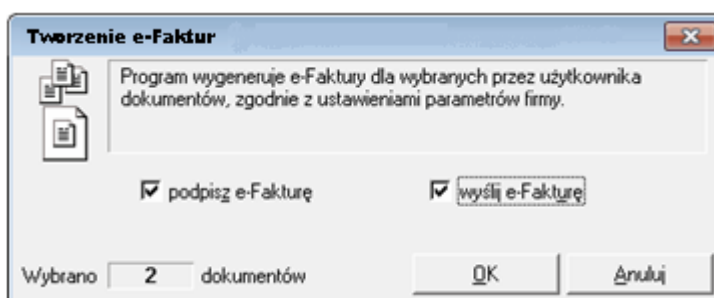 Tworzenie e-Faktur
Program wygeneruje e-Faktury dla wybranych przez użytkownika
dokumentów, zgodnie z ustawieniami parametrów firmy.
podpisz e-Fakturę wyślij e-Fakturę
Wybrano 2 dokumentów OK Anuluj